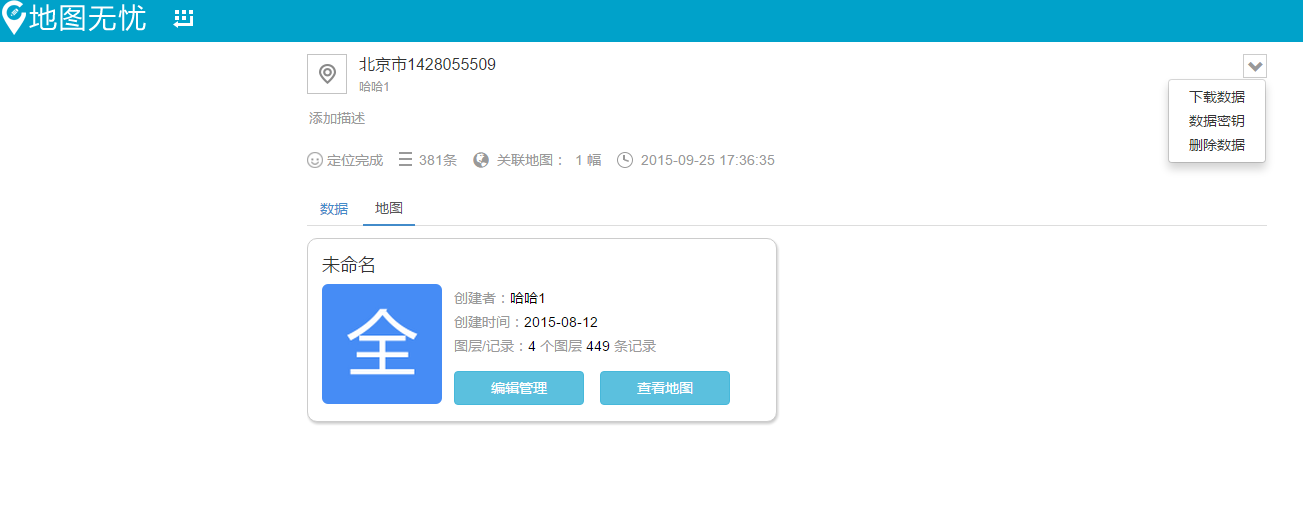 地图无忧
北京市1428055509
哈哈1
下载数据
数据密钥
删除数据
添加描述
定位完成 381条 关联地图： 1 幅 2015-09-25 17:36:35
数据 地图
未命名
全
创建者：哈哈1
创建时间：2015-08-12
图层/记录：4 个图层 449 条记录
编辑管理 查看地图